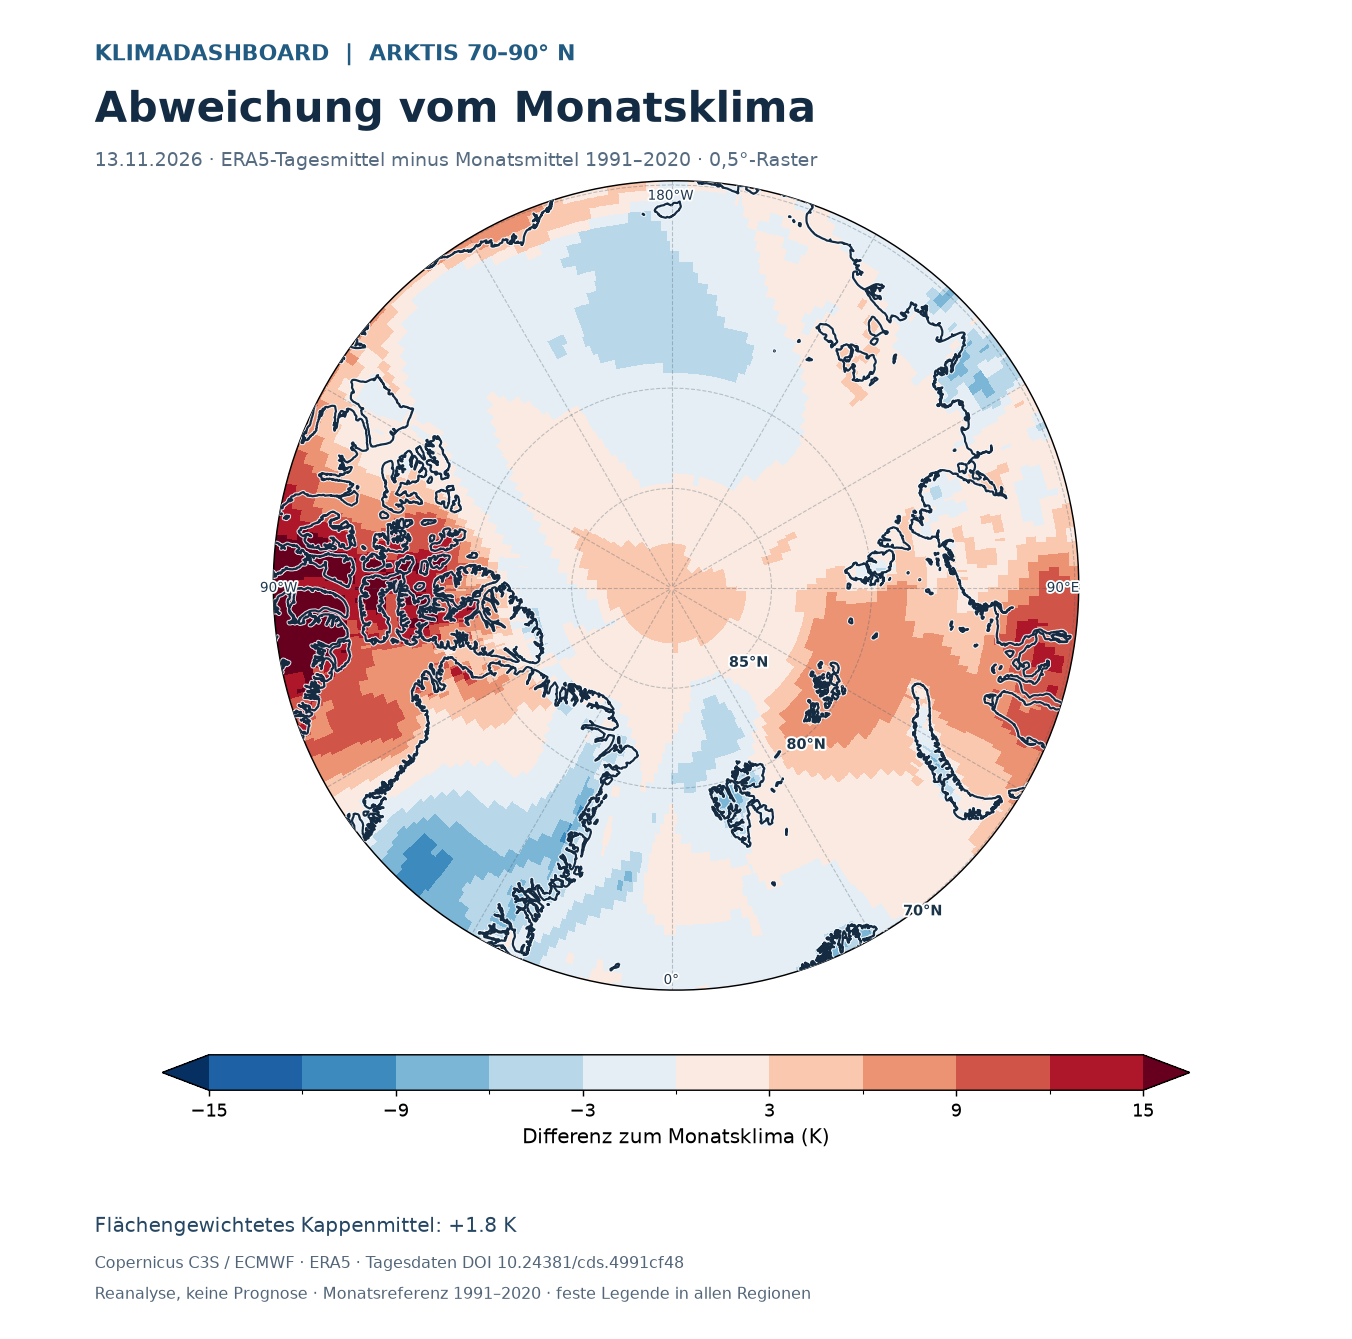 KLIMADASHBOARD | ARKTIS 70–90° N
Abweichung vom Monatsklima
13.11.2026 · ERA5-Tagesmittel minus Monatsmittel 1991–2020 · 0,5°-Raster
180°W
90°W
90°E
85°N
80°N
70°N
0°
−15 −9 −3 3 9 15
Differenz zum Monatsklima (K)
Flächengewichtetes Kappenmittel: +1.8 K
Copernicus C3S / ECMWF · ERA5 · Tagesdaten DOI 10.24381/cds.4991cf48
Reanalyse, keine Prognose · Monatsreferenz 1991–2020 · feste Legende in allen Regionen